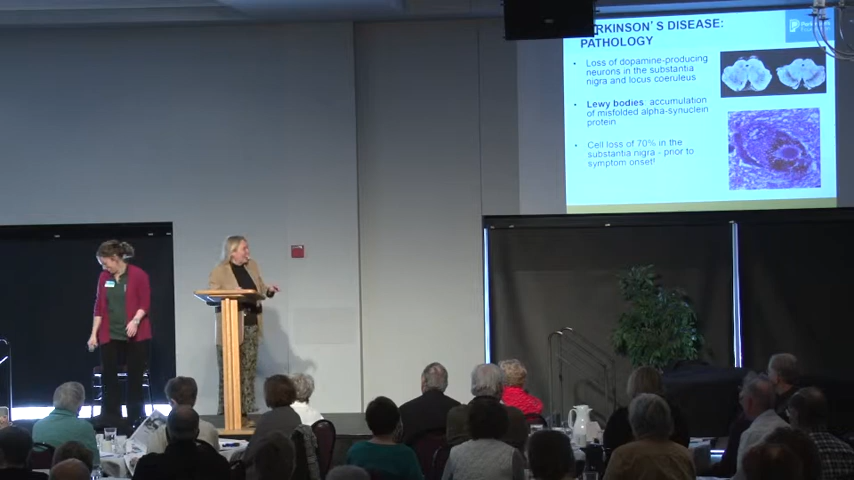 ARKINSON'S DISEASE:
PATHOLOGY
• Loss of dopamine-producing
neurons in the substantia
nigra and locus coeruleus
• Lewy bodies accumulation
of misfolded alpha-synuclein
protein
• Cell loss of 70% in the
substantia nigra - prior to
symptom onset!